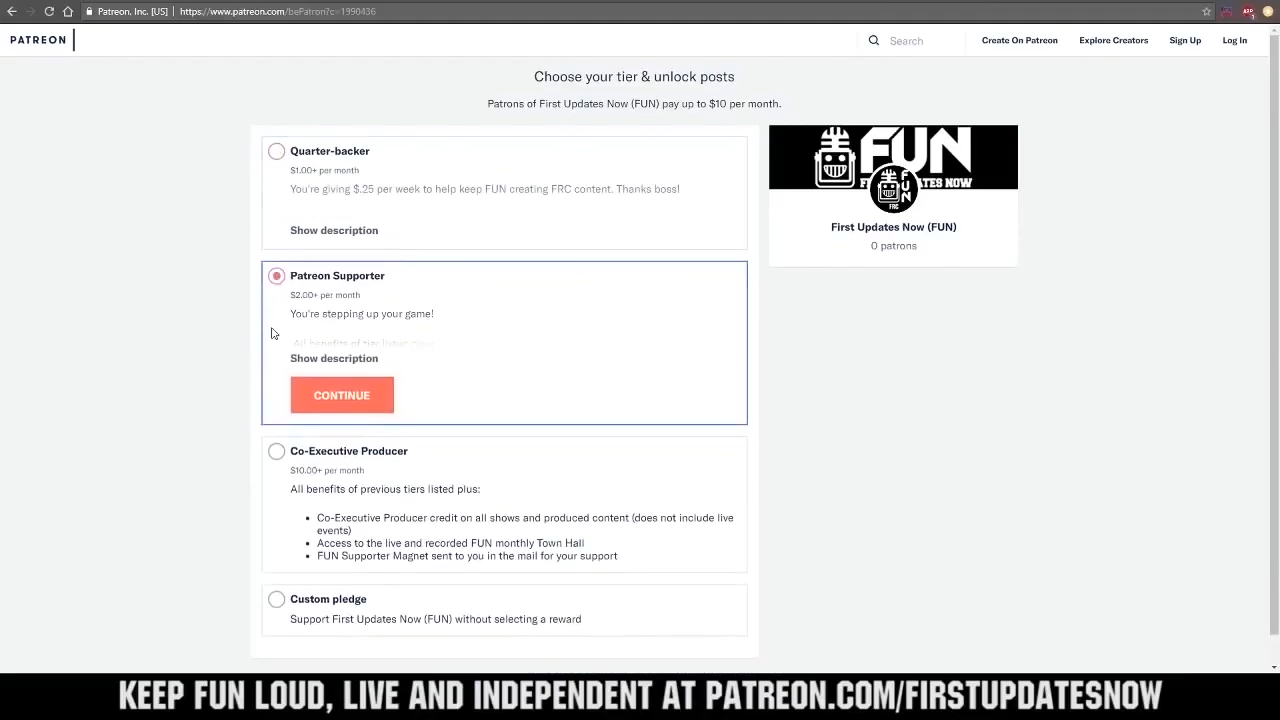 Patreon, Inc. [US] | https://www.patreon.com/bePatron?c=1990436
PATREON
Search
Create On Patreon
Explore Creators
Sign Up
Log In
Choose your tier & unlock posts
Patrons of First Updates Now (FUN) pay up to $10 per month.
Quarter-backer
$1.00+ per month
You're giving $.25 per week to help keep FUN creating FRC content. Thanks boss!
Show description
Patreon Supporter
$2.00+ per month
You're stepping up your game!
All benefits of tier listed
Show description
CONTINUE
Co-Executive Producer
$10.00+ per month
All benefits of previous tiers listed plus:
Co-Executive Producer credit on all shows and produced content (does not include live
events)
Access to the live and recorded FUN monthly Town Hall
FUN Supporter Magnet sent to you in the mail for your support
Custom pledge
Support First Updates Now (FUN) without selecting a reward
FUN
FUN
FRC
First Updates Now (FUN)
0 patrons
KEEP FUN LOUD, LIVE AND INDEPENDENT AT PATREON.COM/FIRSTUPDATESNOW